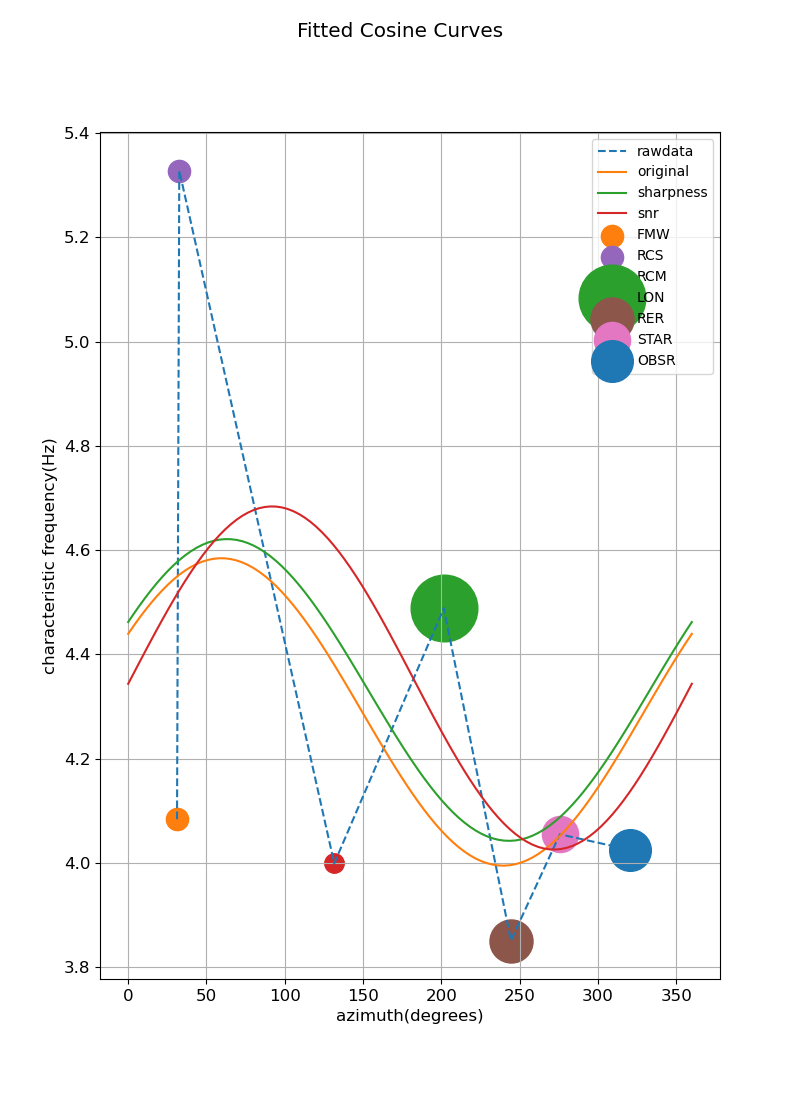 Fitted Cosine Curves
5.4
5.2
5.0
4.8
4.6
4.4
4.2
4.0
3.8
characteristic frequency(Hz)
rawdata
original
sharpness
snr
FMW
RCS
RCM
LON
RER
STAR
OBSR
0 50 100 150 200 250 300 350
azimuth(degrees)